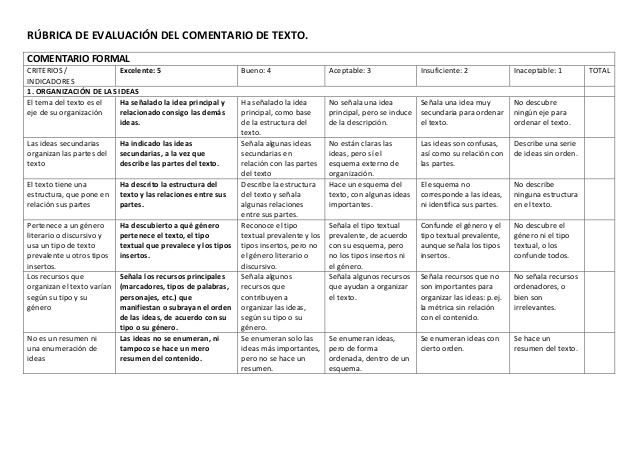 RÚBRICA DE EVALUACIÓN DEL COMENTARIO DE TEXTO.
COMENTARIO FORMAL
CRITERIOS / INDICADORES Excelente: 5 Bueno: 4 Aceptable: 3 Insuficiente: 2 Inaceptable: 1 TOTAL
1. ORGANIZACIÓN DE LAS IDEAS
El tema del texto es el
eje de su organización
Ha señalado la idea principal y
relacionado consigo las demás
ideas.
Ha señalado la idea
principal, como base
de la estructura del
texto.
No señala una idea
principal, pero se induce
de la descripción.
Señala una idea muy
secundaria para ordenar
el texto.
No descubre
ningún eje para
ordenar el texto.
Las ideas secundarias
organizan las partes del
texto
Ha indicado las ideas
secundarias, a la vez que
describe las partes del texto.
Señala algunas ideas
secundarias en
relación con las partes
del texto
No están claras las
ideas, pero sí el
esquema externo de
organización.
Las ideas son confusas,
así como su relación con
las partes.
Describe una serie
de ideas sin orden.
El texto tiene una
estructura, que pone en
relación sus partes
Ha descrito la estructura del
texto y las relaciones entre sus
partes.
Describe la estructura
del texto y señala
algunas relaciones
entre sus partes.
Hace un esquema del
texto, con algunas ideas
importantes.
El esquema no
corresponde a las ideas,
ni identifica sus partes.
No describe
ninguna estructura
en el texto.
Pertenece a un género
literario o discursivo y
usa un tipo de texto
prevalente u otros tipos
insertos.
Ha descubierto a qué género
pertenece el texto, el tipo
textual que prevalece y los tipos
insertos.
Reconoce el tipo
textual prevalente y los
tipos insertos, pero no
el género literario o
discursivo.
Señala el tipo textual
prevalente, de acuerdo
con su esquema, pero
no los tipos insertos ni
el género.
Confunde el género y el
tipo textual prevalente,
aunque señala los tipos
insertos.
No descubre el
género ni el tipo
textual, o los
confunde todos.
Los recursos que
organizan el texto varían
según su tipo y su
género
Señala los recursos principales
(marcadores, tipos de palabras,
personajes, etc.) que
manifiestan o subrayan el orden
de las ideas, de acuerdo con su
tipo o su género.
Señala algunos
recursos que
contribuyen a
organizar las ideas,
según su tipo o su
género.
Señala algunos recursos
que ayudan a organizar
el texto.
Señala recursos que no
son importantes para
organizar las ideas: p.ej.
la métrica sin relación
con el contenido.
No señala recursos
ordenadores, o
bien son
irrelevantes.
No es un resumen ni
una enumeración de
ideas
Las ideas no se enumeran, ni
tampoco se hace un mero
resumen del contenido.
Se enumeran solo las
ideas más importantes,
pero no se hace un
resumen.
Se enumeran ideas,
pero de forma
ordenada, dentro de un
esquema.
Se enumeran ideas con
cierto orden.
Se hace un
resumen del texto.